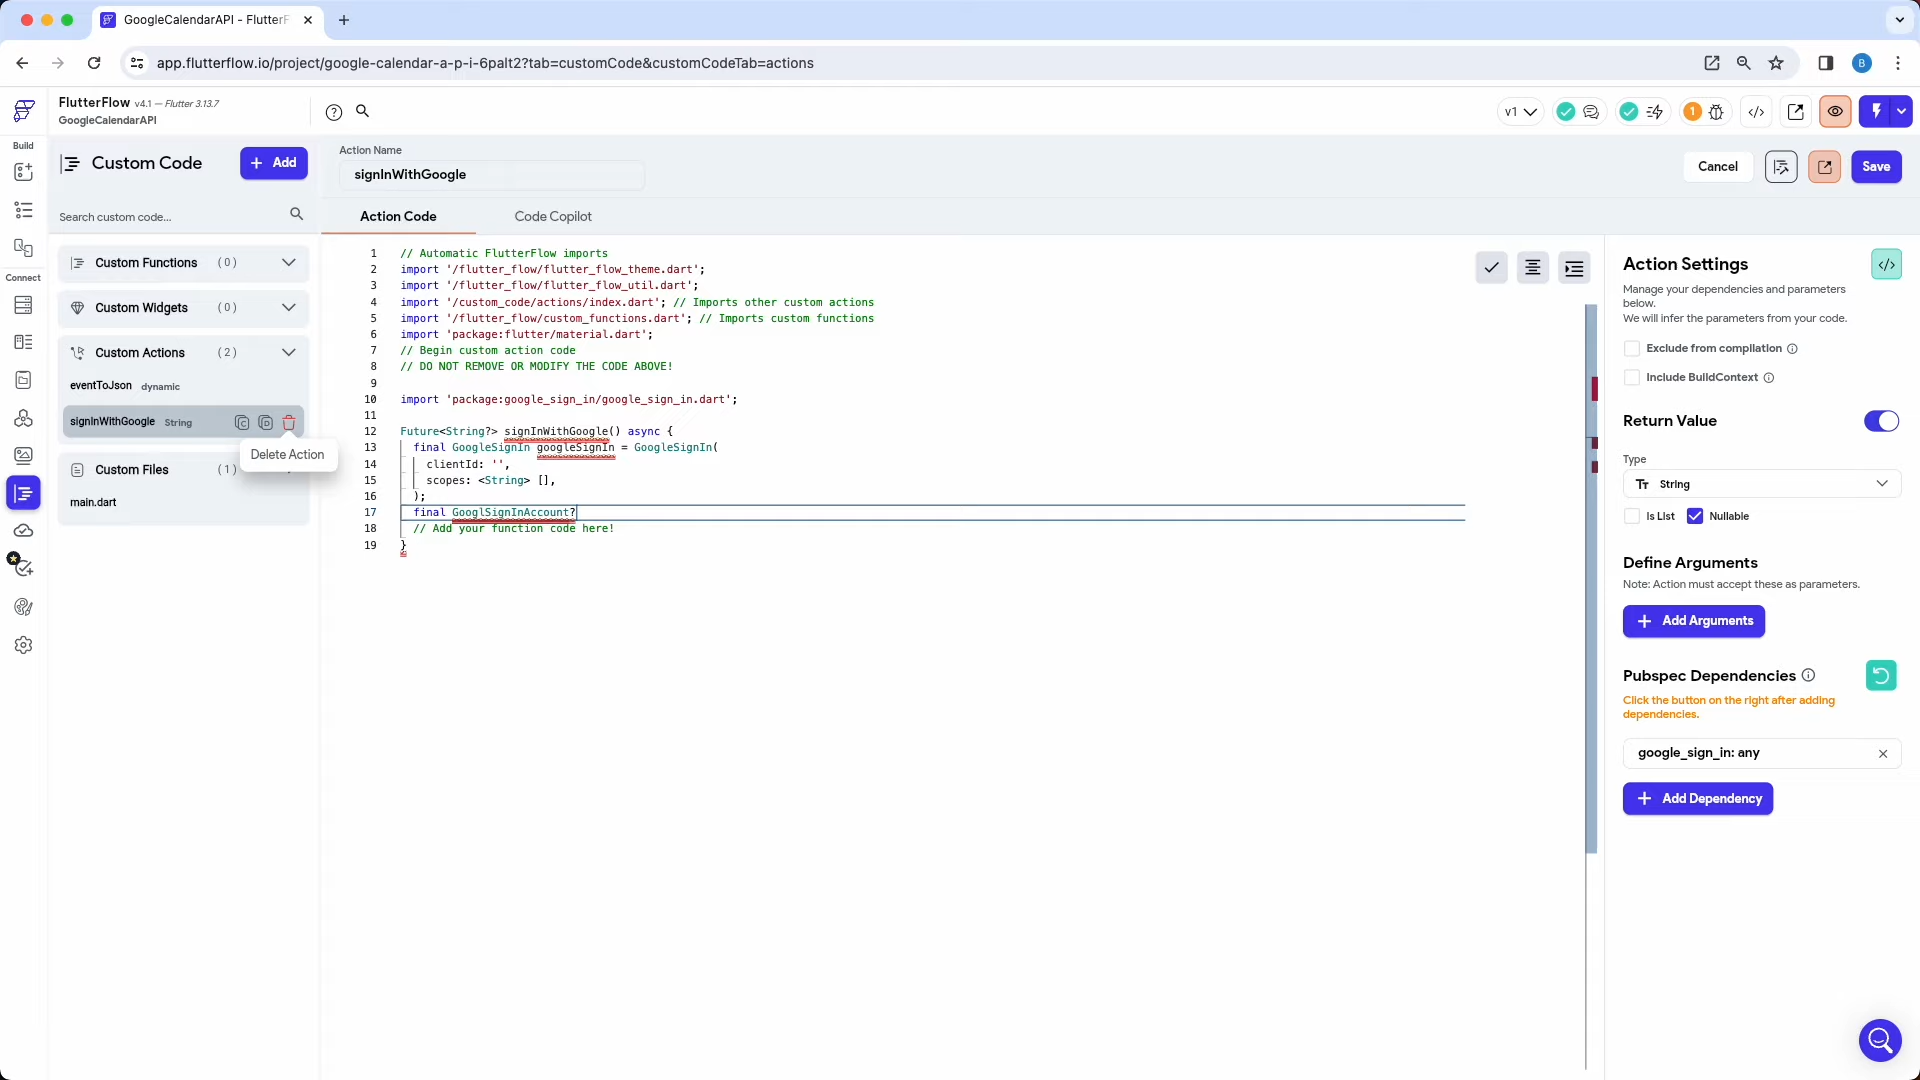 GoogleCalendarAPI - FlutterF
app.flutterflow.io/project/google-calendar-a-p-i-6palt2?tab=customCode&customCodeTab=actions
B
FlutterFlow v4.1 — Flutter 3.13.7
GoogleCalendarAPI
v1
1
Build
Connect
Custom Code
+ Add
Search custom code...
Custom Functions (0)
Custom Widgets (0)
Custom Actions (2)
eventToJson dynamic
signInWithGoogle String
Delete Action
Custom Files (1)
main.dart
Action Name
signInWithGoogle
Cancel
Save
Action Code
Code Copilot
1 // Automatic FlutterFlow imports
2 import '/flutter_flow/flutter_flow_theme.dart';
3 import '/flutter_flow/flutter_flow_util.dart';
4 import '/custom_code/actions/index.dart'; // Imports other custom actions
5 import '/flutter_flow/custom_functions.dart'; // Imports custom functions
6 import 'package:flutter/material.dart';
7 // Begin custom action code
8 // DO NOT REMOVE OR MODIFY THE CODE ABOVE!
9
10 import 'package:google_sign_in/google_sign_in.dart';
11
12 Future<String?> signInWithGoogle() async {
13 final GoogleSignIn googleSignIn = GoogleSignIn(
14 clientId: '',
15 scopes: <String> [],
16 );
17 final GooglSignInAccount?
18 // Add your function code here!
19 }
Action Settings
Manage your dependencies and parameters
below.
We will infer the parameters from your code.
Exclude from compilation
Include BuildContext
Return Value
Type
Tт String
Is List
Nullable
Define Arguments
Note: Action must accept these as parameters.
+ Add Arguments
Pubspec Dependencies
Click the button on the right after adding
dependencies.
google_sign_in: any
+ Add Dependency